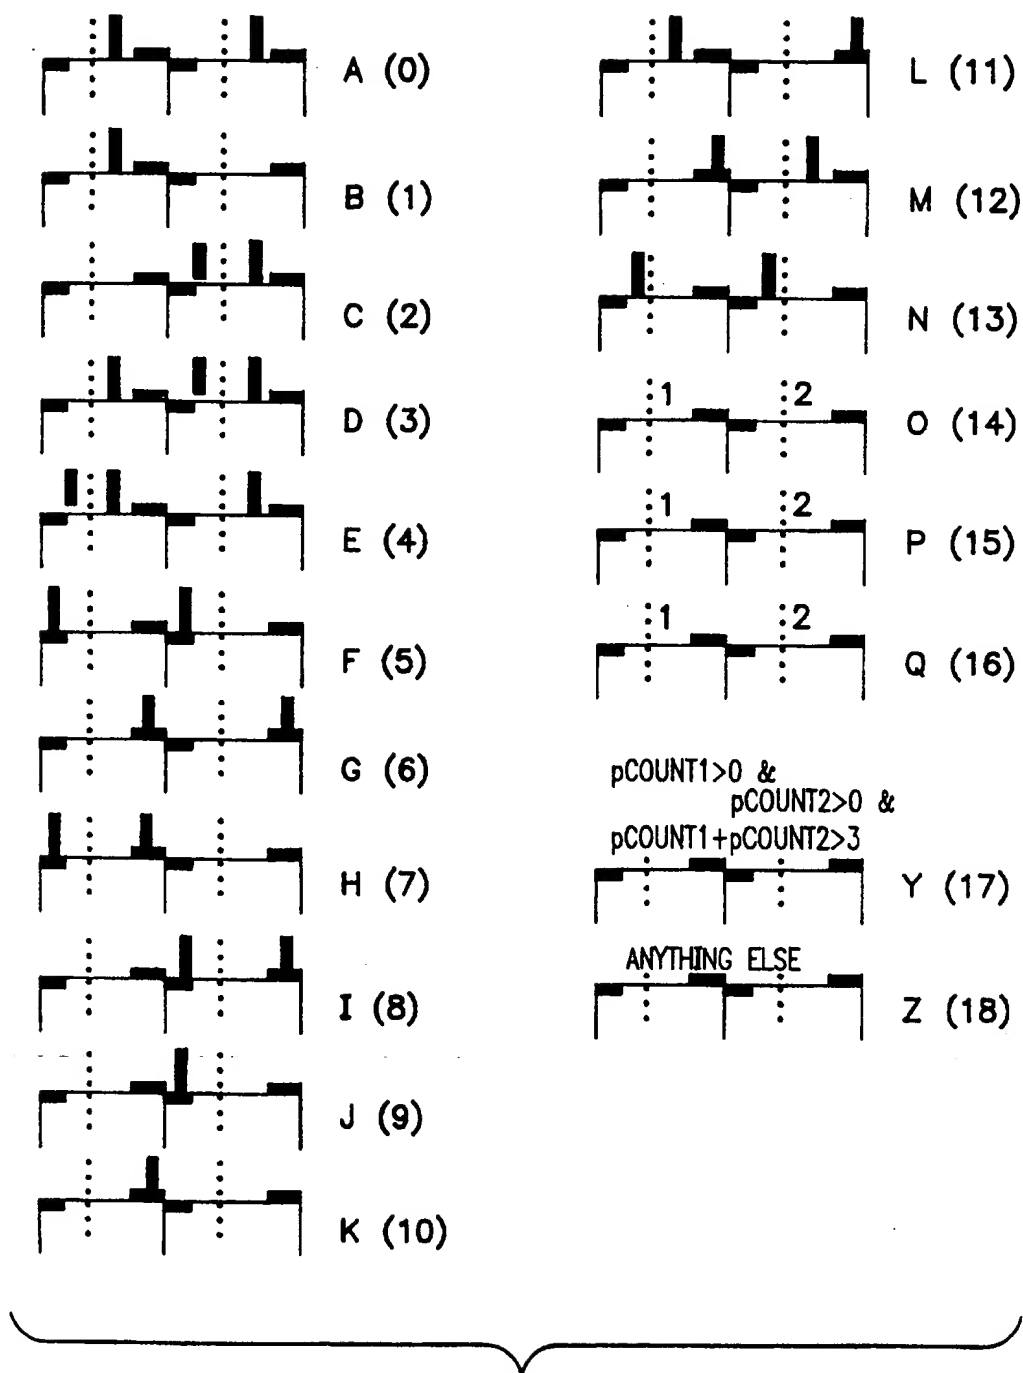 A (0)
B (1)
C (2)
D (3)
E (4)
F (5)
G (6)
H (7)
I (8)
J (9)
K (10)
L (11)
M (12)
N (13)
1 2 O (14)
1 2 P (15)
1 2 Q (16)
pCOUNT1>0 &
pCOUNT2>0 &
pCOUNT1+pCOUNT2>3
Y (17)
ANYTHING ELSE
Z (18)